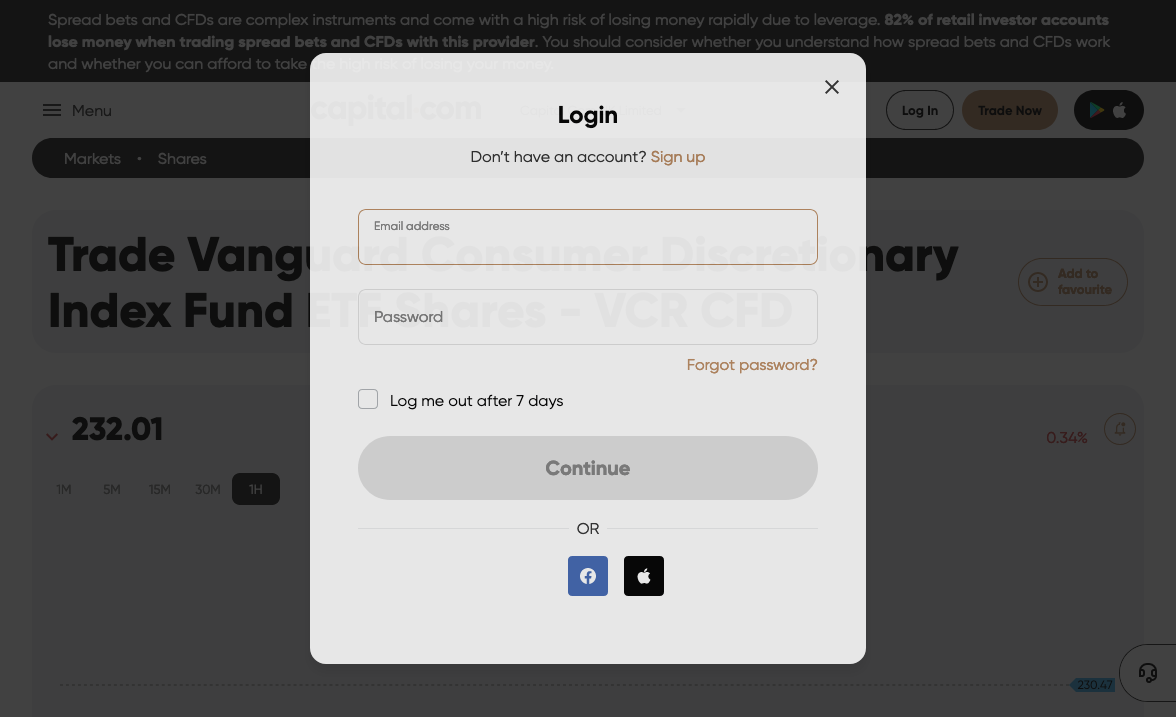 Spread bets and CFDs are complex instruments and come with a high risk of losing money rapidly due to leverage. 82% of retail investor accounts
lose money when trading spread bets and CFDs with this provider. You should consider whether you understand how spread bets and CFDs work
and whether you can afford to take the high risk of losing your money.
Menu
capital com
Log In
Trade Now
Markets • Shares
Login
Don't have an account? Sign up
Trade Vanguard Consumer Discretionary
Index Fund ETF Shares - VCR CFD
Add to
favourite
Email address
Password
Forgot password?
Log me out after 7 days
Continue
OR
232.01
0.34%
1M 5M 15M 30M 1H
230.47